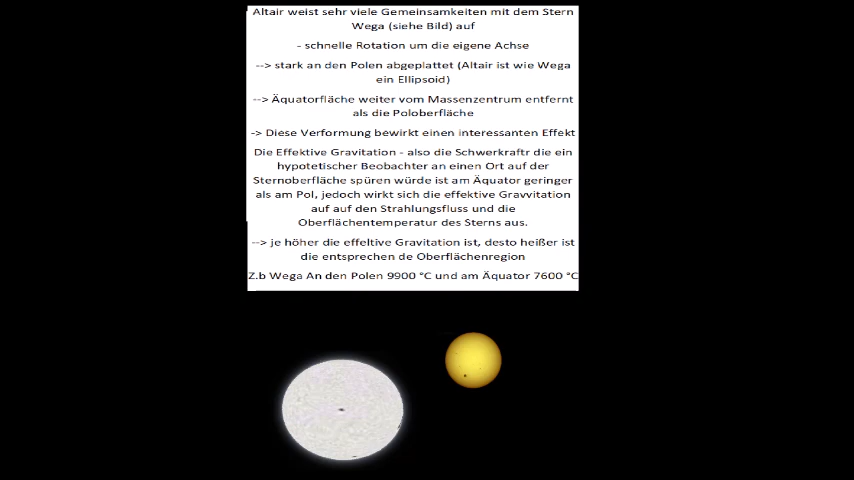 Altair weist sehr viele Gemeinsamkeiten mit dem Stern
Wega (siehe Bild) auf
- schnelle Rotation um die eigene Achse
--> stark an den Polen abgeplattet (Altair ist wie Wega
ein Ellipsoid)
--> Äquatorfläche weiter vom Massenzentrum entfernt
als die Poloberfläche
-> Diese Verformung bewirkt einen interessanten Effekt
Die Effektive Gravitation - also die Schwerkraftr die ein
hypotetischer Beobachter an einen Ort auf der
Sternoberfläche spüren würde ist am Äquator geringer
als am Pol, jedoch wirkt sich die effektive Gravvitation
auf auf den Strahlungsfluss und die
Oberflächentemperatur des Sterns aus.
--> je höher die effeltive Gravitation ist, desto heißer ist
die entsprechen de Oberflächenregion
Z.b Wega An den Polen 9900 °C und am Äquator 7600 °C